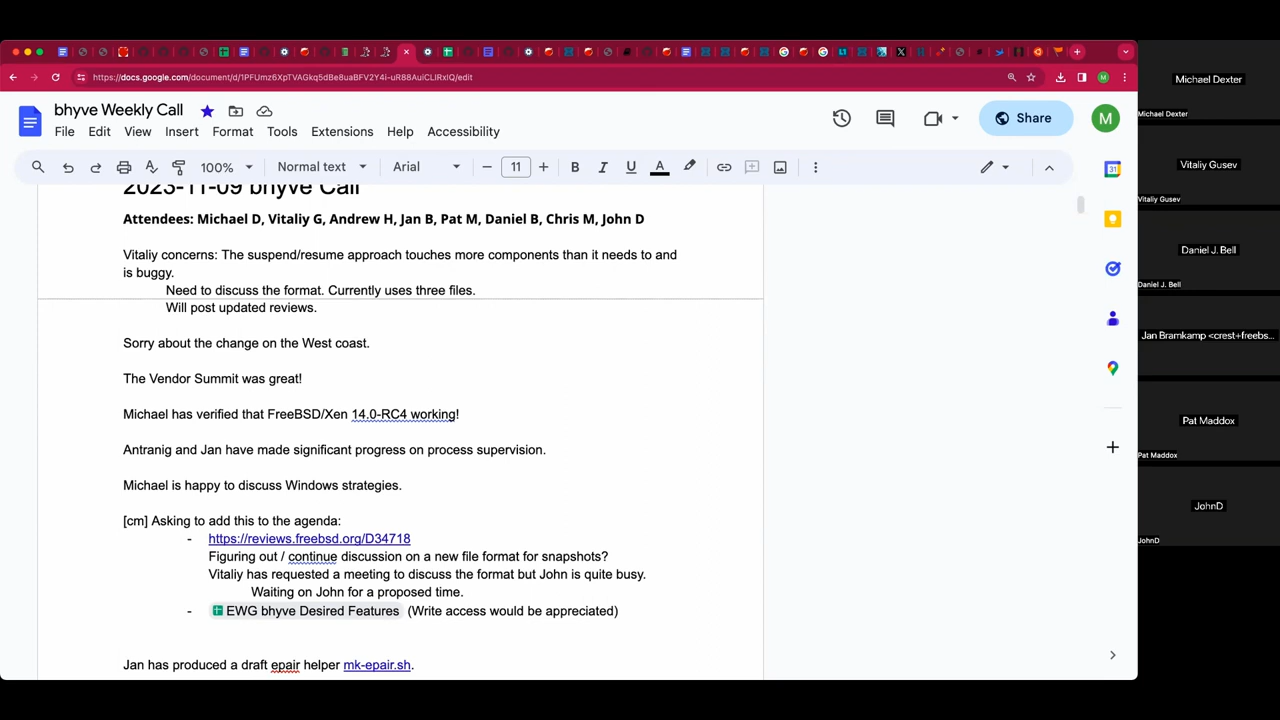 https://docs.google.com/document/d/1PFUmz6XpTVAGkq5dBe8uaBFV2Y4i-uR88AuiCLIRxIQ/edit
M
bhyve Weekly Call
File Edit View Insert Format Tools Extensions Help Accessibility
Share
M
100% Normal text Arial 11 B I U A
2023-11-09 bhyve Call
Attendees: Michael D, Vitaliy G, Andrew H, Jan B, Pat M, Daniel B, Chris M, John D
Vitaliy concerns: The suspend/resume approach touches more components than it needs to and
is buggy.
Need to discuss the format. Currently uses three files.
Will post updated reviews.
Sorry about the change on the West coast.
The Vendor Summit was great!
Michael has verified that FreeBSD/Xen 14.0-RC4 working!
Antranig and Jan have made significant progress on process supervision.
Michael is happy to discuss Windows strategies.
[cm] Asking to add this to the agenda:
- https://reviews.freebsd.org/D34718
Figuring out / continue discussion on a new file format for snapshots?
Vitaliy has requested a meeting to discuss the format but John is quite busy.
Waiting on John for a proposed time.
- EWG bhyve Desired Features (Write access would be appreciated)
Jan has produced a draft epair helper mk-epair.sh.
31
Michael Dexter
Michael Dexter
Vitaliy Gusev
Vitaliy Gusev
Daniel J. Bell
Daniel J. Bell
Jan Bramkamp <crest+freebs...
Pat Maddox
Pat Maddox
JohnD
JohnD